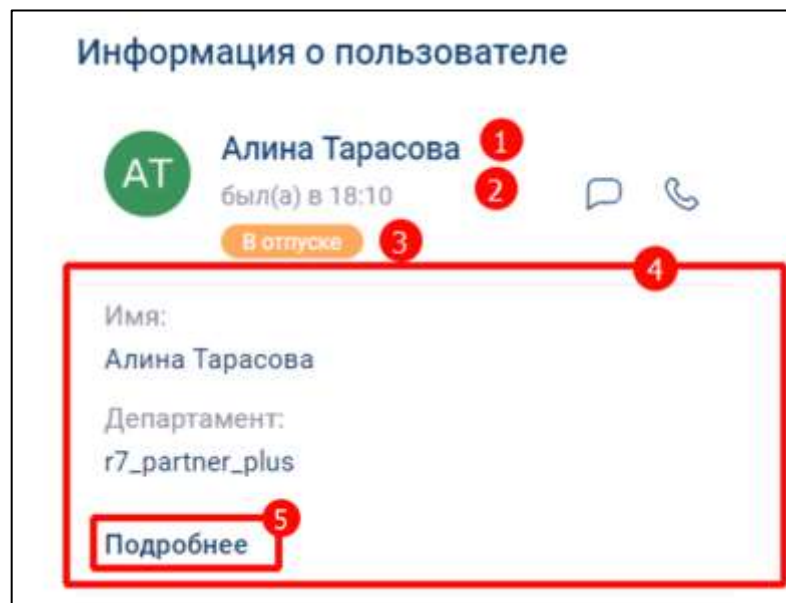 Информация о пользователе
АТ
Алина Тарасова 1
был(а) в 18:10 2
В отпуске 3
4
Имя:
Алина Тарасова
Департамент:
r7_partner_plus
5
Подробнее